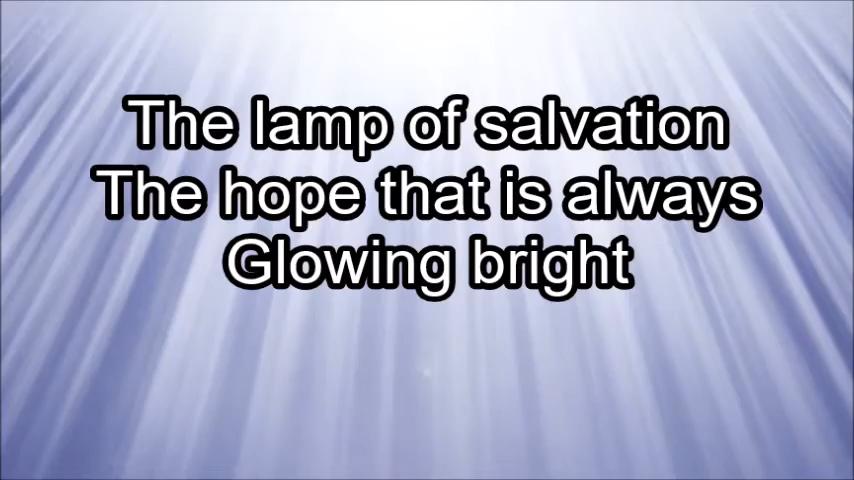 The lamp of salvation
The hope that is always
Glowing bright